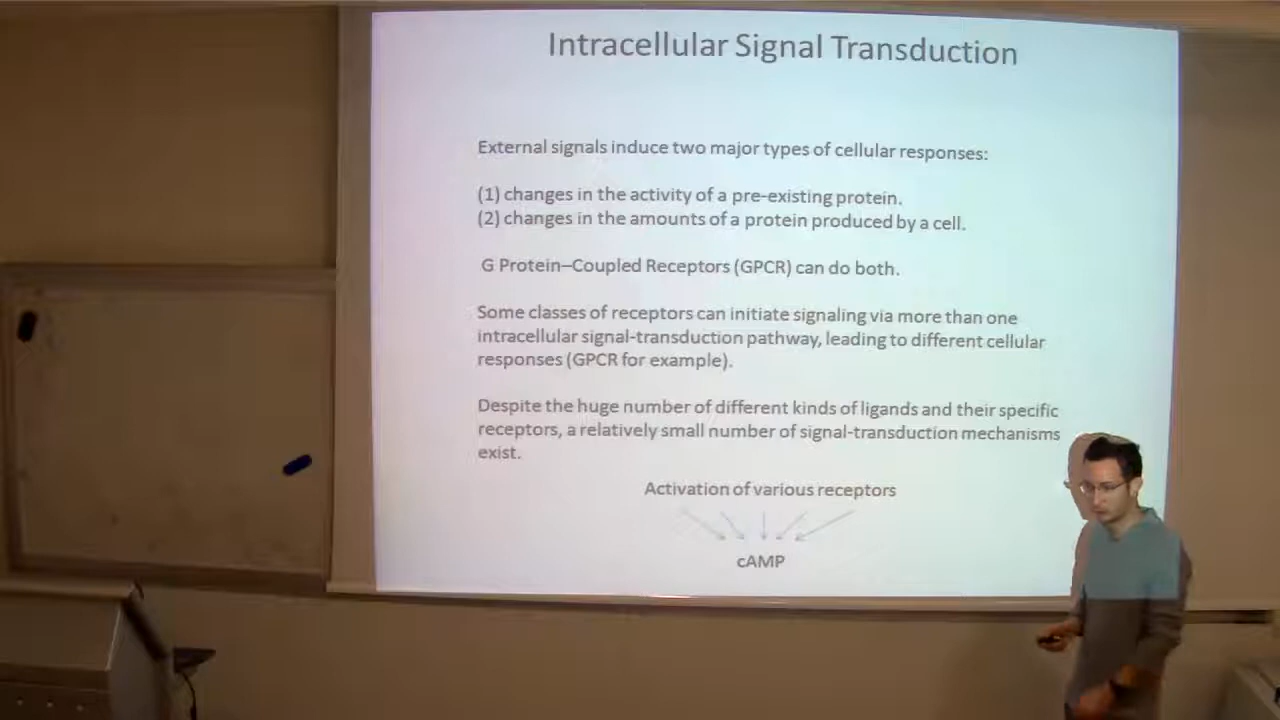 Intracellular Signal Transduction
External signals induce two major types of cellular responses:
(1) changes in the activity of a pre-existing protein.
(2) changes in the amounts of a protein produced by a cell.
G Protein–Coupled Receptors (GPCR) can do both.
Some classes of receptors can initiate signaling via more than one
intracellular signal-transduction pathway, leading to different cellular
responses (GPCR for example).
Despite the huge number of different kinds of ligands and their specific
receptors, a relatively small number of signal-transduction mechanisms
exist.
Activation of various receptors
cAMP